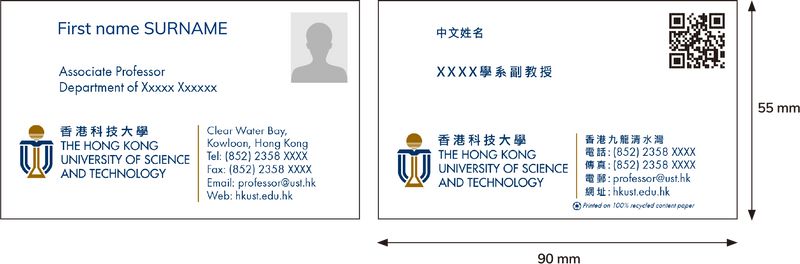 First name SURNAME
Associate Professor
Department of Xxxxx Xxxxxx
香港科技大學
THE HONG KONG
UNIVERSITY OF SCIENCE
AND TECHNOLOGY
Clear Water Bay,
Kowloon, Hong Kong
Tel: (852) 2358 XXXX
Fax: (852) 2358 XXXX
Email: professor@ust.hk
Web: hkust.edu.hk
中文姓名
XXXX學系副教授
香港科技大學
THE HONG KONG
UNIVERSITY OF SCIENCE
AND TECHNOLOGY
香港九龍清水灣
電話: (852) 2358 XXXX
傳真: (852) 2358 XXXX
電郵: professor@ust.hk
網址: hkust.edu.hk
Printed on 100% recycled content paper
55 mm
90 mm